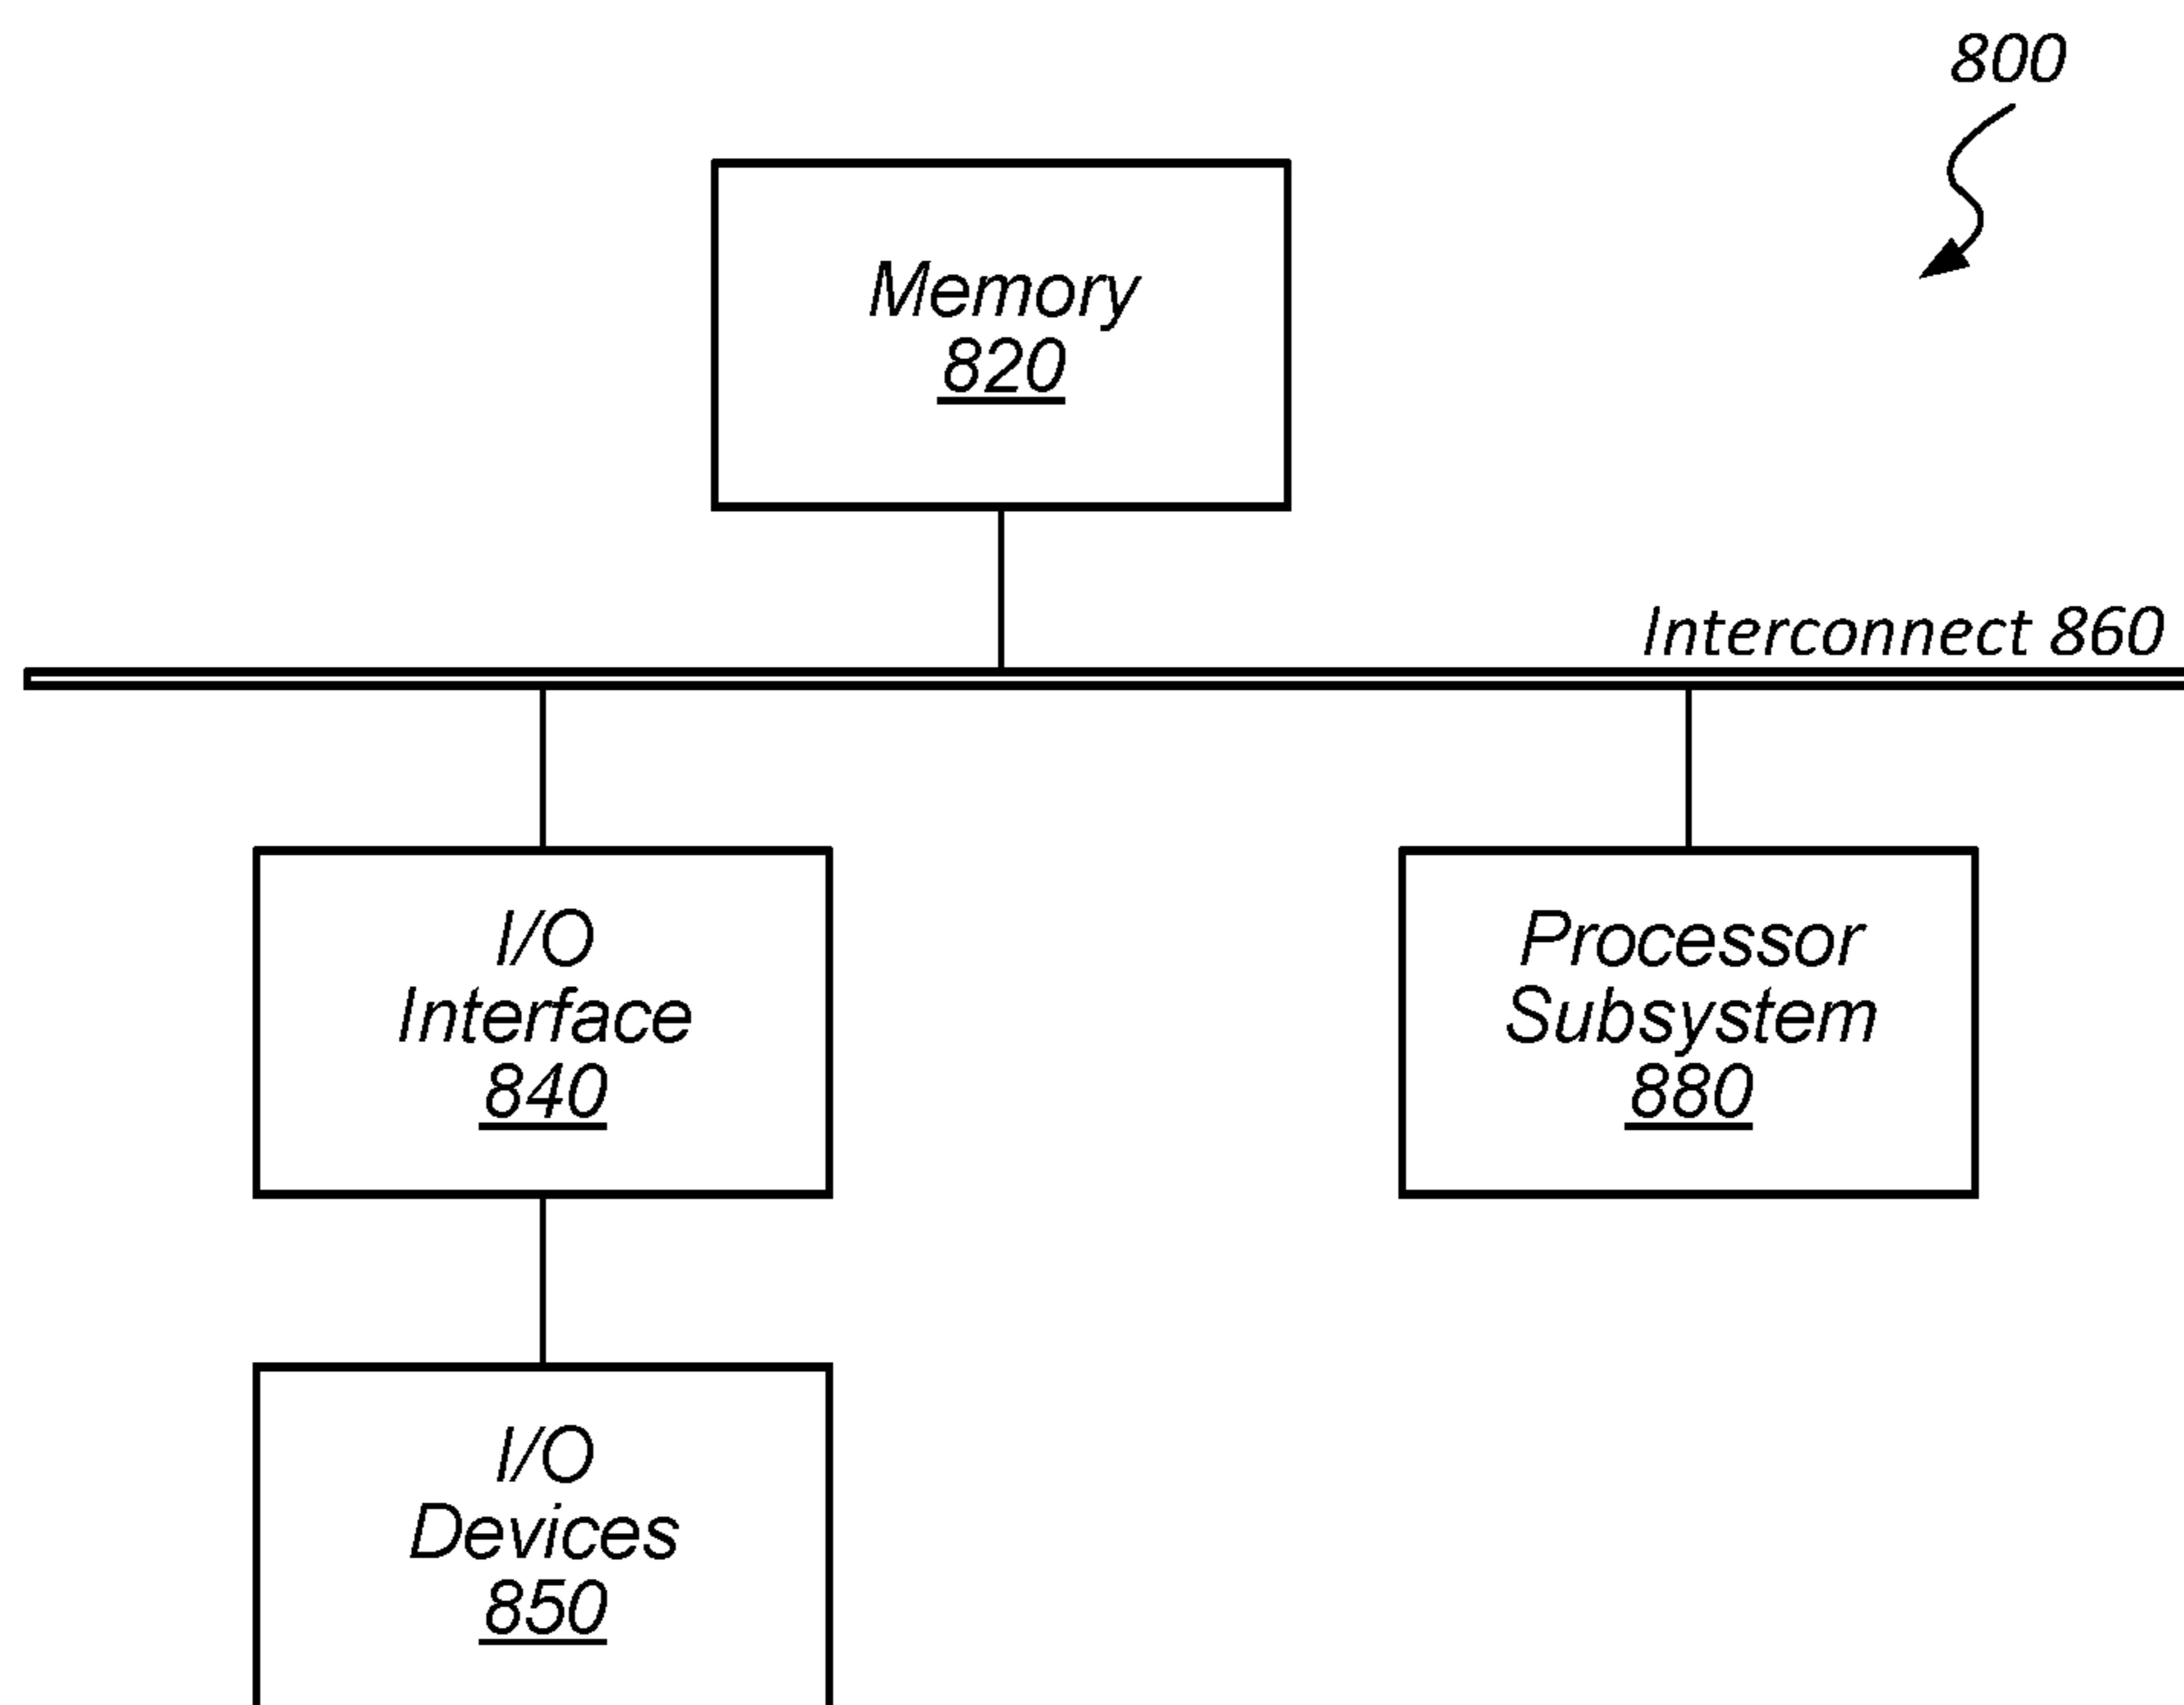 800
Memory
820
Interconnect 860
I/O
Interface
840
Processor
Subsystem
880
I/O
Devices
850